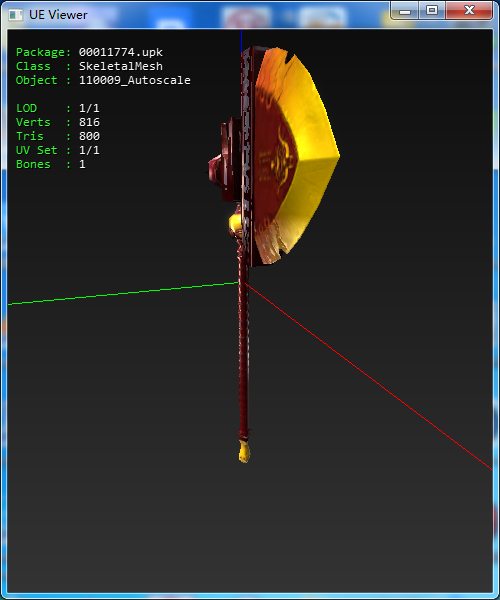 UE Viewer
Package: 00011774.upk
Class : SkeletalMesh
Object : 110009_Autoscale
LOD : 1/1
Verts : 816
Tris : 800
UV Set : 1/1
Bones : 1